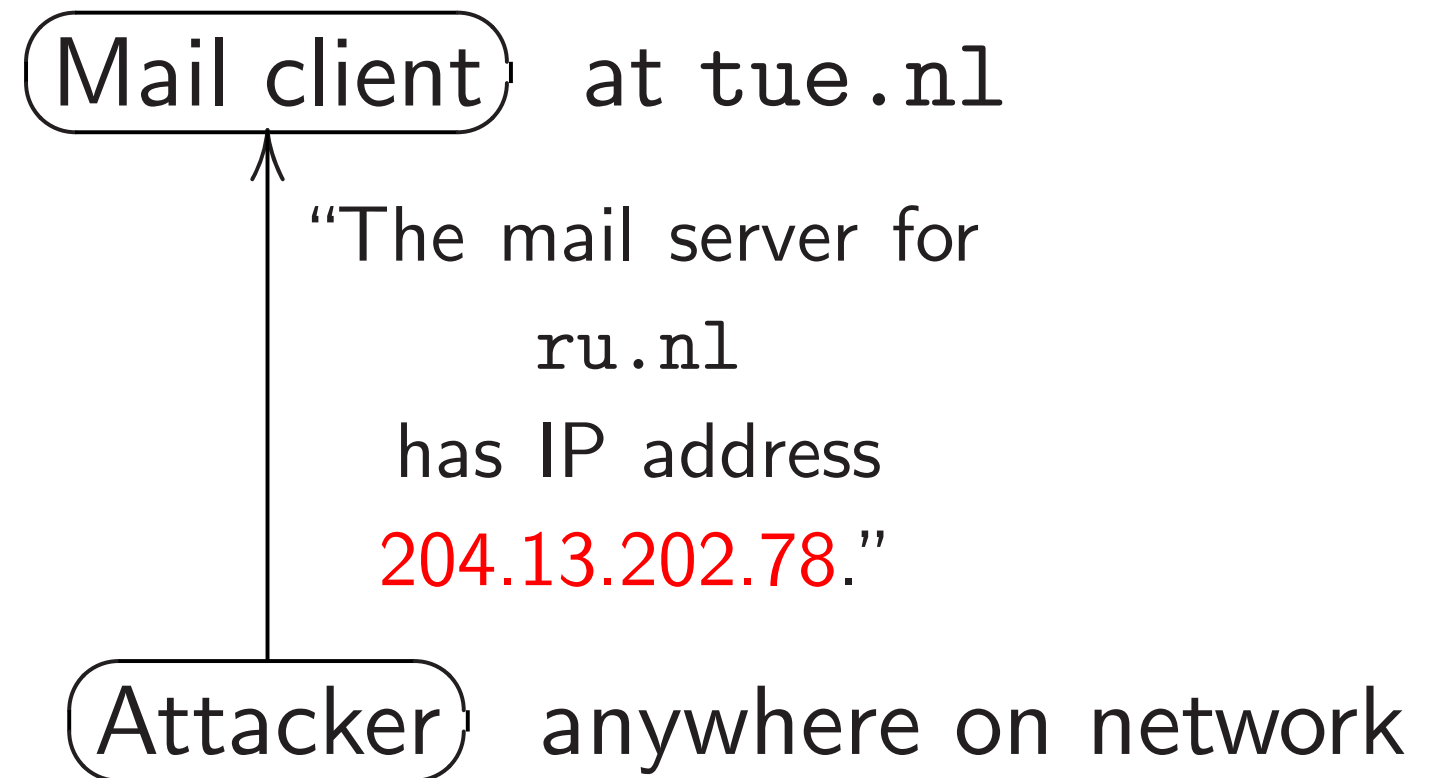 Mail client at tue.nl
“The mail server for
ru.nl
has IP address
204.13.202.78.”
Attacker anywhere on network